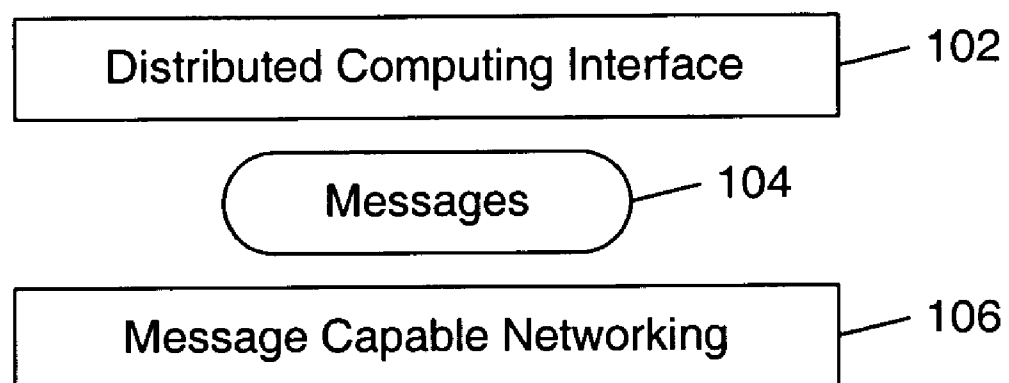 Distributed Computing Interface 102
Messages 104
Message Capable Networking 106